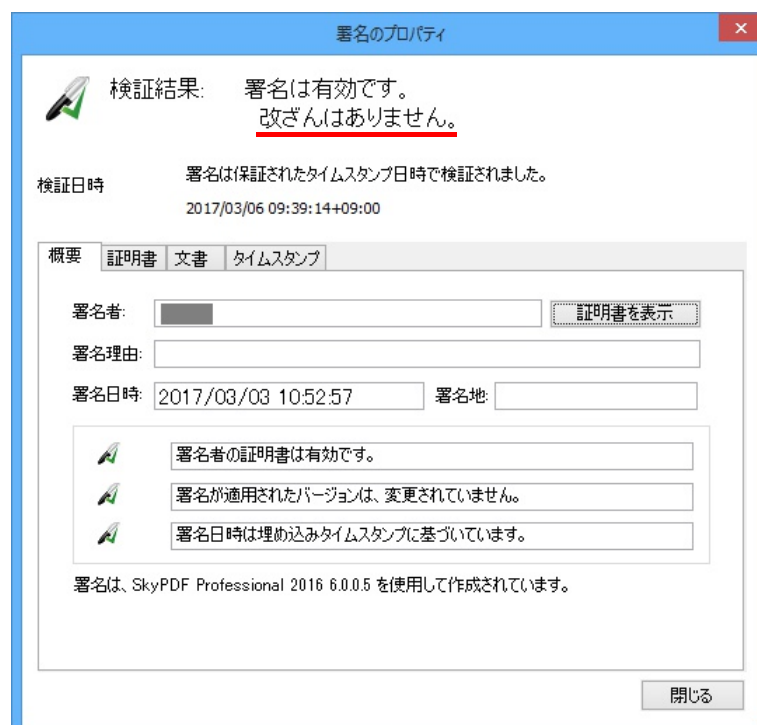 署名のプロパティ
検証結果: 署名は有効です。
改ざんはありません。
検証日時 署名は保証されたタイムスタンプ日時で検証されました。
2017/03/06 09:39:14+09:00
概要 証明書 文書 タイムスタンプ
署名者: 証明書を表示
署名理由:
署名日時: 2017/03/03 10:52:57 署名地:
署名者の証明書は有効です。
署名が適用されたバージョンは、変更されていません。
署名日時は埋め込みタイムスタンプに基づいています。
署名は、SkyPDF Professional 2016 6.0.0.5 を使用して作成されています。
閉じる